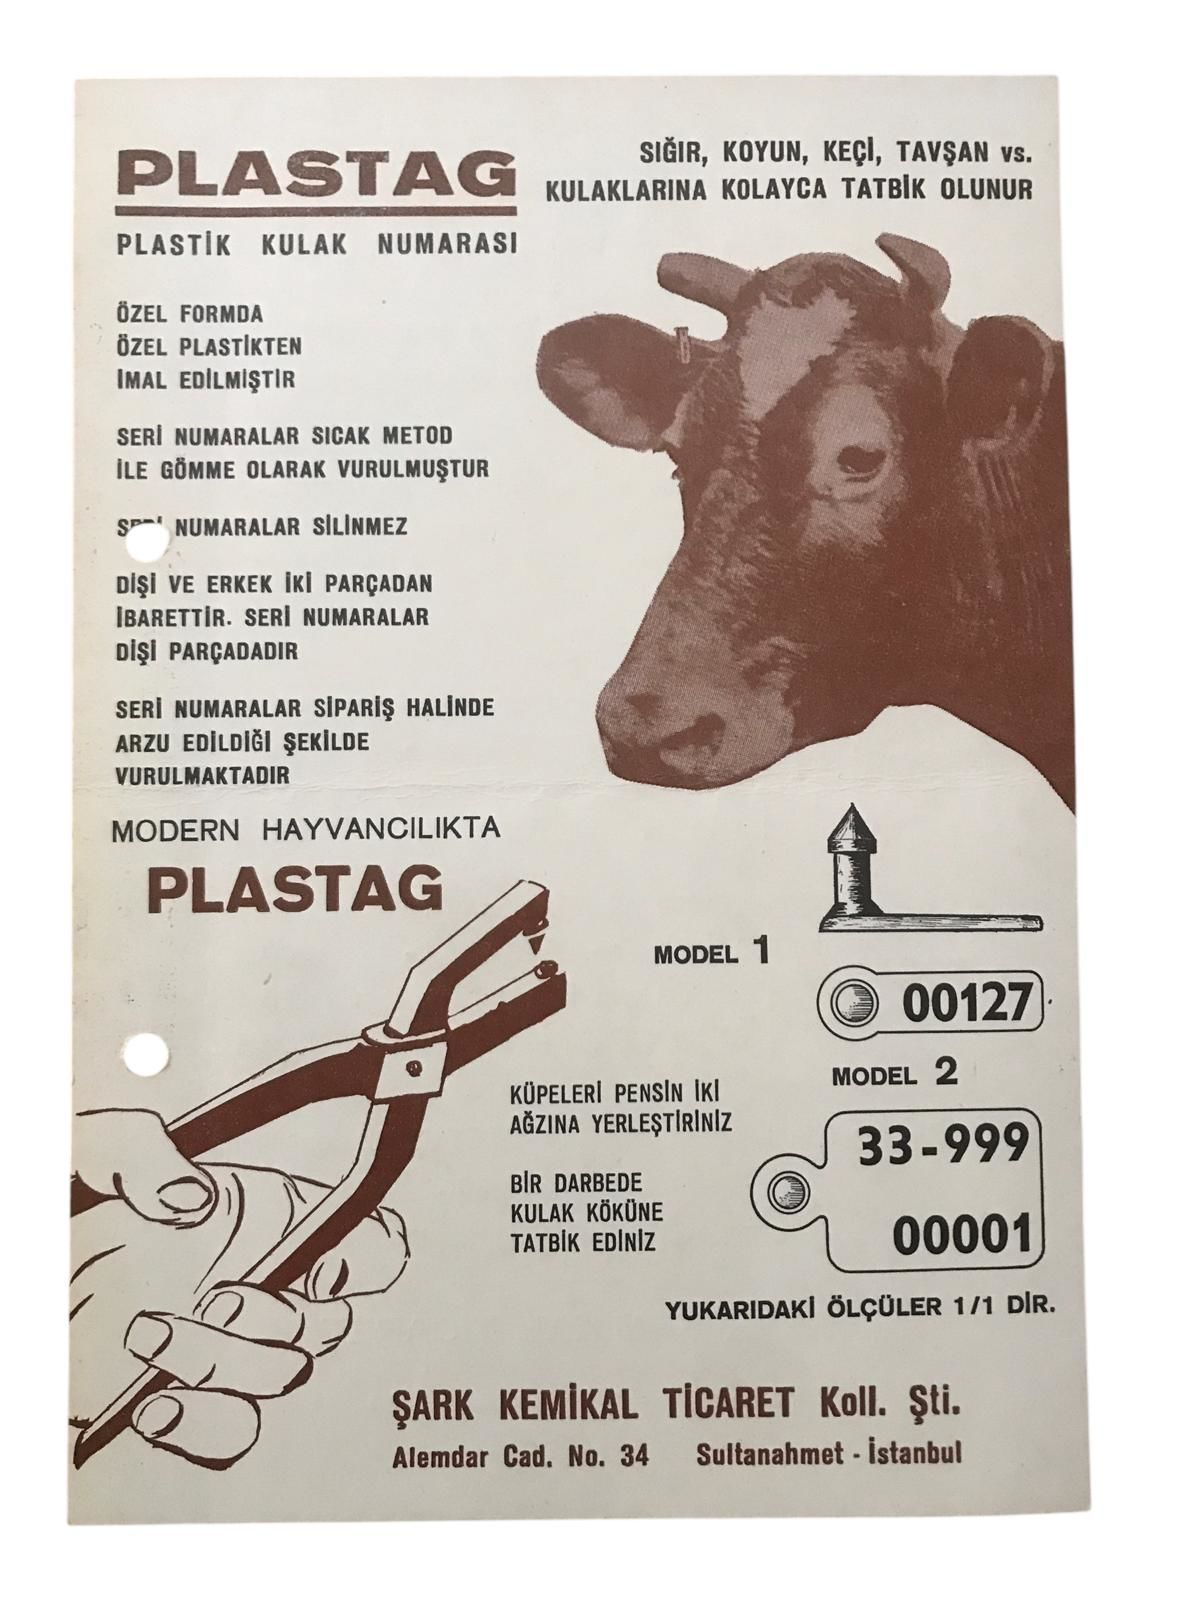 PLASTAG
PLASTİK KULAK NUMARASI
SIĞIR, KOYUN, KEÇİ, TAVŞAN vs.
KULAKLARINA KOLAYCA TATBİK OLUNUR
ÖZEL FORMDA
ÖZEL PLASTİKTEN
İMAL EDİLMİŞTİR
SERİ NUMARALAR SICAK METOD
İLE GÖMME OLARAK VURULMUŞTUR
SERİ NUMARALAR SİLİNMEZ
DİŞİ VE ERKEK İKİ PARÇADAN
İBARETTİR. SERİ NUMARALAR
DİŞİ PARÇADADIR
SERİ NUMARALAR SİPARİŞ HALİNDE
ARZU EDİLDİĞİ ŞEKİLDE
VURULMAKTADIR
MODERN HAYVANCILIKTA
PLASTAG
MODEL 1
00127
MODEL 2
33-999
00001
KÜPELERİ PENSİN İKİ
AĞZINA YERLEŞTİRİNİZ
BİR DARBEDE
KULAK KÖKÜNE
TATBİK EDİNİZ
YUKARIDAKİ ÖLÇÜLER 1/1 DİR.
ŞARK KEMİKAL TİCARET Koll. Şti.
Alemdar Cad. No. 34 Sultanahmet - İstanbul